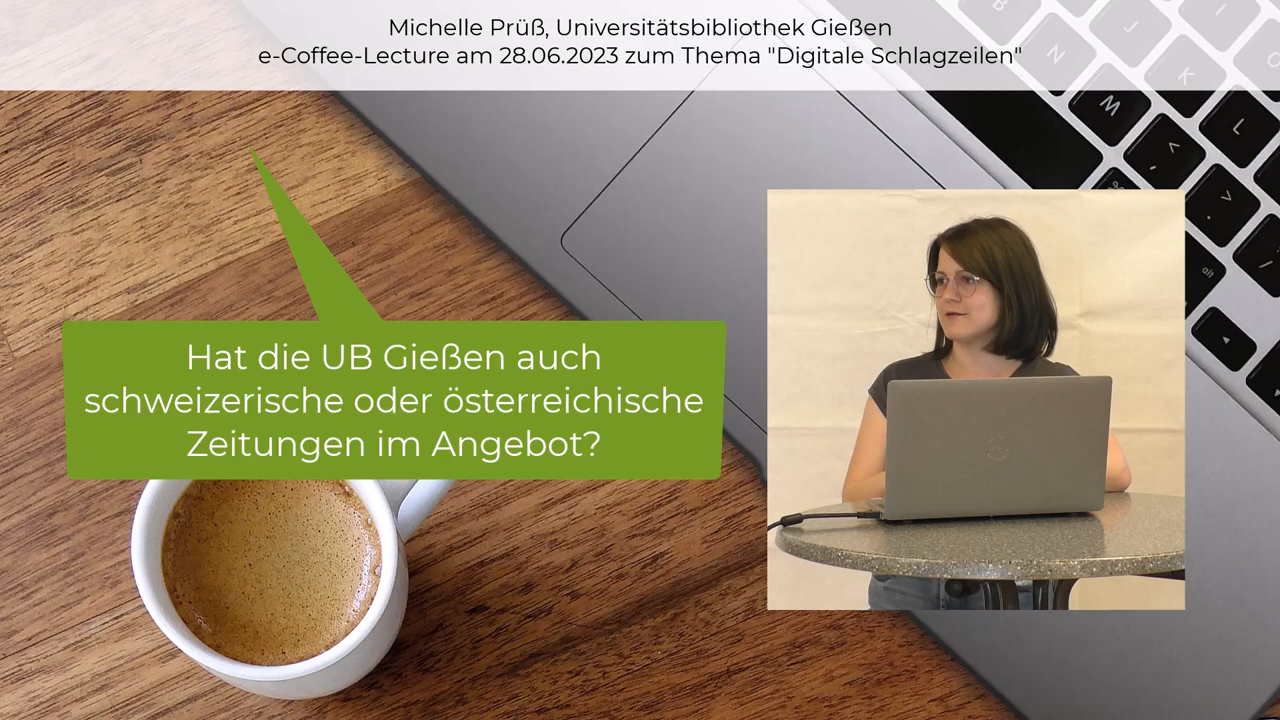 Michelle Prüß, Universitätsbibliothek Gießen
e-Coffee-Lecture am 28.06.2023 zum Thema "Digitale Schlagzeilen"
B
J
I
K
O
M
L
<
,
>
.
/
alt
Hat die UB Gießen auch
schweizerische oder österreichische
Zeitungen im Angebot?